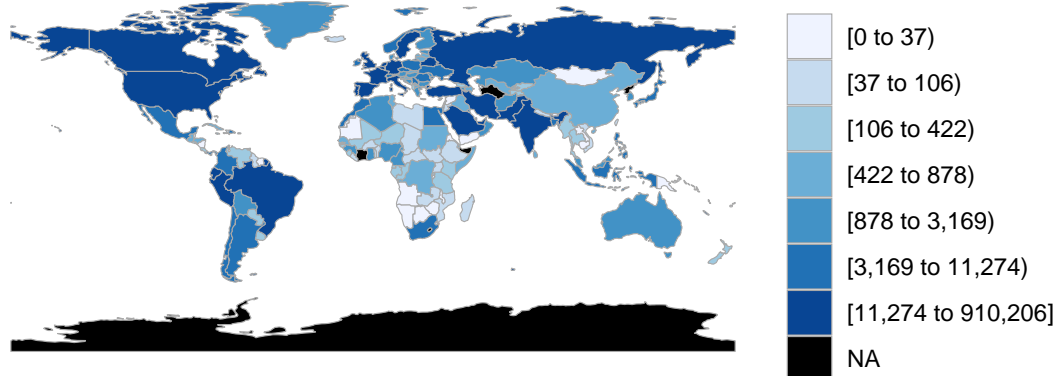 [0 to 37)
[37 to 106)
[106 to 422)
[422 to 878)
[878 to 3,169)
[3,169 to 11,274)
[11,274 to 910,206]
NA